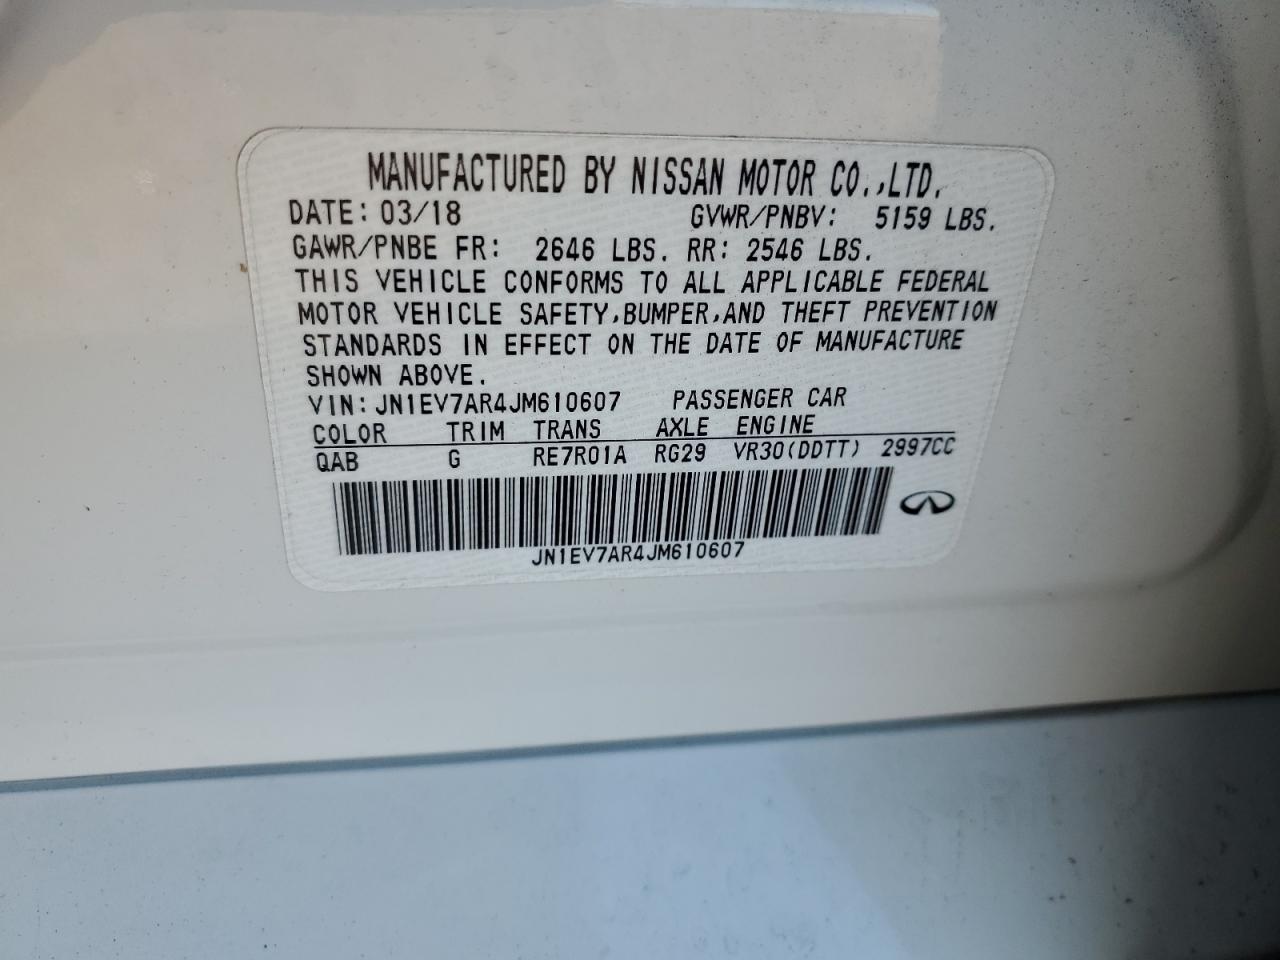 MANUFACTURED BY NISSAN MOTOR CO.,LTD.
DATE: 03/18 GVWR/PNBV: 5159 LBS.
GAWR/PNBE FR: 2646 LBS. RR: 2546 LBS.
THIS VEHICLE CONFORMS TO ALL APPLICABLE FEDERAL
MOTOR VEHICLE SAFETY,BUMPER,AND THEFT PREVENTION
STANDARDS IN EFFECT ON THE DATE OF MANUFACTURE
SHOWN ABOVE.
VIN:JN1EV7AR4JM610607 PASSENGER CAR
COLOR TRIM TRANS AXLE ENGINE
QAB G RE7R01A RG29 VR30(DDTT) 2997CC
JN1EV7AR4JM610607